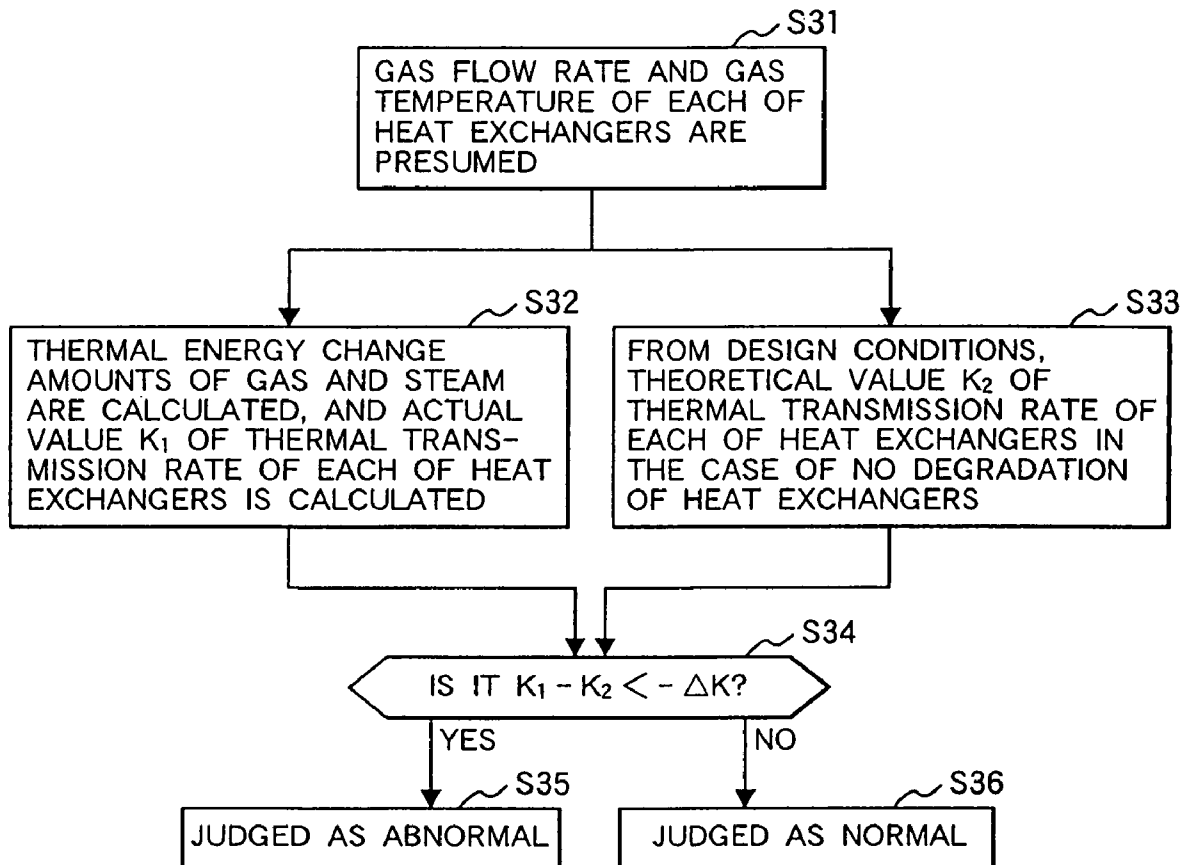 S31
GAS FLOW RATE AND GAS
TEMPERATURE OF EACH OF
HEAT EXCHANGERS ARE
PRESUMED
S32
THERMAL ENERGY CHANGE
AMOUNTS OF GAS AND STEAM
ARE CALCULATED, AND ACTUAL
VALUE K₁ OF THERMAL TRANS-
MISSION RATE OF EACH OF HEAT
EXCHANGERS IS CALCULATED
S33
FROM DESIGN CONDITIONS,
THEORETICAL VALUE K₂ OF
THERMAL TRANSMISSION RATE OF
EACH OF HEAT EXCHANGERS IN
THE CASE OF NO DEGRADATION
OF HEAT EXCHANGERS
S34
IS IT K₁ - K₂ < - △K?
YES
NO
S35
JUDGED AS ABNORMAL
S36
JUDGED AS NORMAL